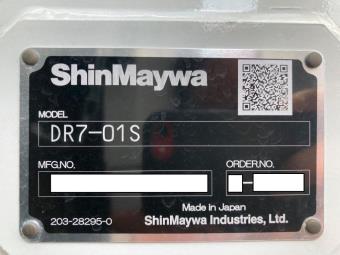 ShinMaywa
MODEL
DR7-01S
MFG.NO. ORDER.NO.
-
Made in Japan
203-28295-0 ShinMaywa Industries, Ltd.